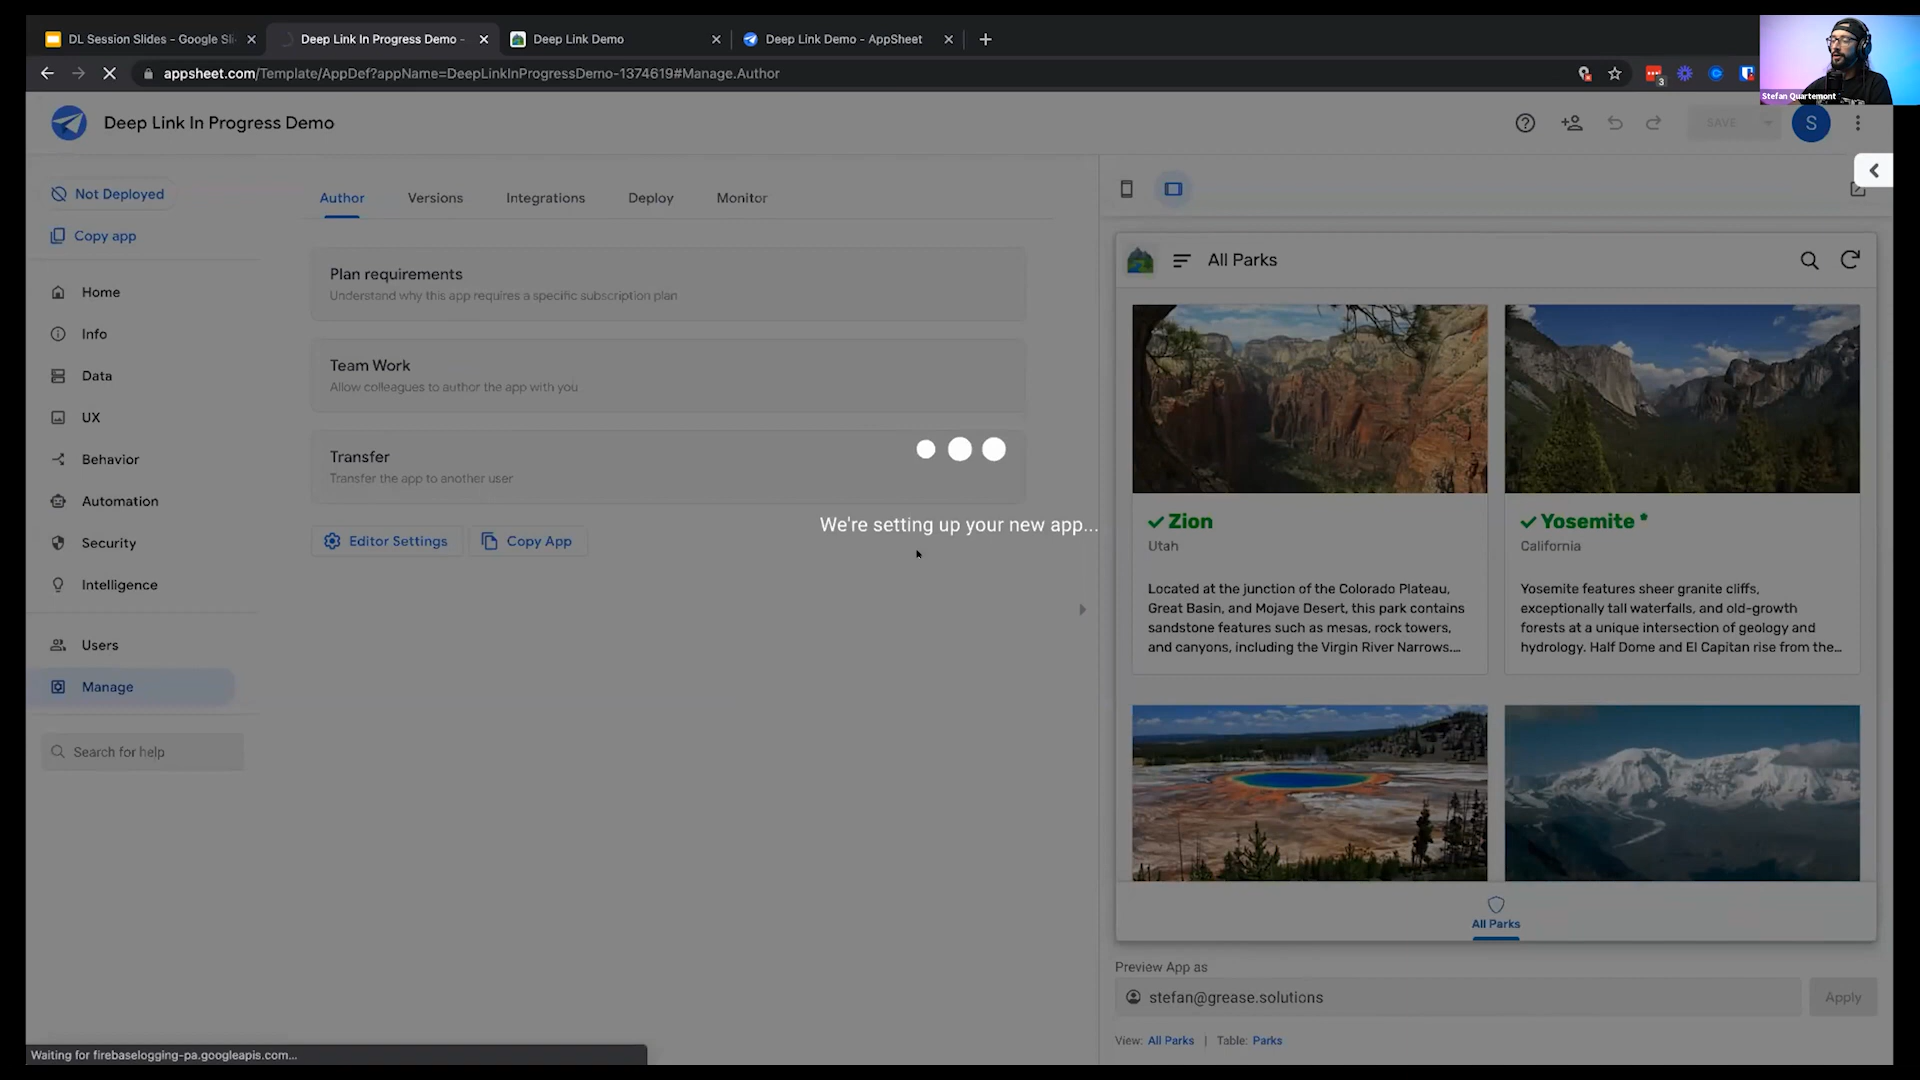 DL Session Slides - Google Sli
Deep Link In Progress Demo -
Deep Link Demo
Deep Link Demo - AppSheet
appsheet.com/Template/AppDef?appName=DeepLinkInProgressDemo-1374619#Manage.Author
3
Stefan Quartemont
Deep Link In Progress Demo
SAVE
S
Not Deployed
Copy app
Home
Info
Data
UX
Behavior
Automation
Security
Intelligence
Users
Manage
Search for help
Author
Versions
Integrations
Deploy
Monitor
Plan requirements
Understand why this app requires a specific subscription plan
Team Work
Allow colleagues to author the app with you
Transfer
Transfer the app to another user
Editor Settings
Copy App
We're setting up your new app...
All Parks
Zion
Utah
Located at the junction of the Colorado Plateau,
Great Basin, and Mojave Desert, this park contains
sandstone features such as mesas, rock towers,
and canyons, including the Virgin River Narrows....
Yosemite *
California
Yosemite features sheer granite cliffs,
exceptionally tall waterfalls, and old-growth
forests at a unique intersection of geology and
hydrology. Half Dome and El Capitan rise from the...
All Parks
Preview App as
stefan@grease.solutions
Apply
View: All Parks | Table: Parks
Waiting for firebaselogging-pa.googleapis.com...